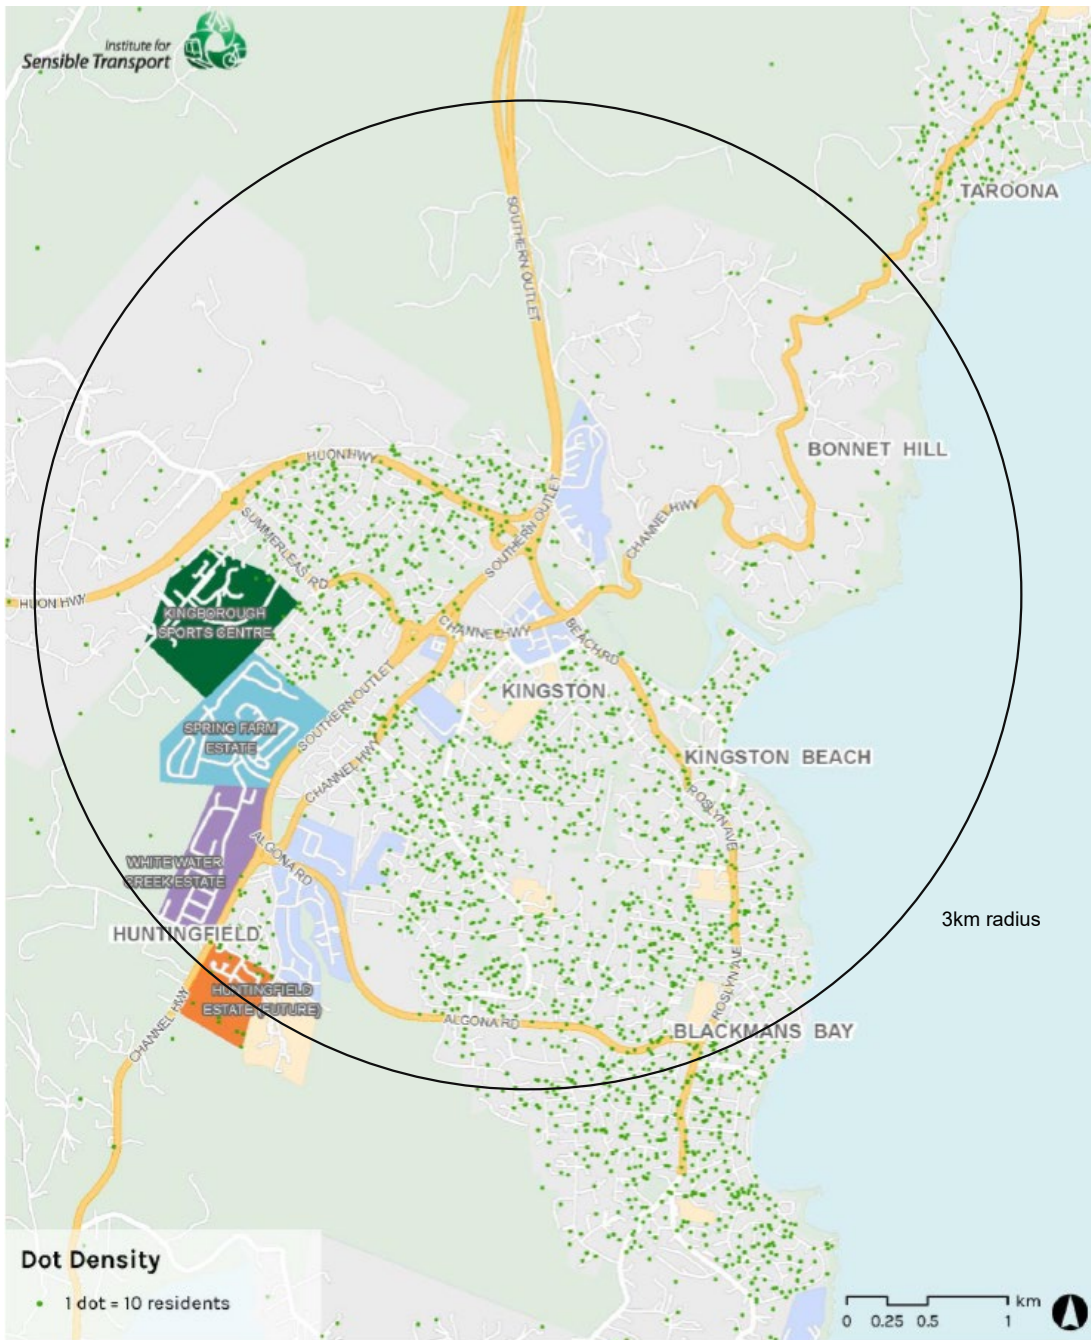 Institute for
Sensible Transport
TAROONA
SOUTHERN OUTLET
BONNET HILL
HUON HWY
SOUTHERN OUTLET
CHANNEL HWY
SUMMERLEAS RD
HUON HWY
KINGBOROUGH
SPORTS CENTRE
CHANNEL HWY
BEACH RD
KINGSTON
SOUTHERN OUTLET
SPRING FARM
ESTATE
CHANNEL HWY
KINGSTON BEACH
ROSLYN AVE
ALGONA RD
WHITE WATER
CREEK ESTATE
3km radius
HUNTINGFIELD
HUNTINGFIELD
ESTATE (FUTURE)
ROSLYN AVE
CHANNEL HWY
ALGONA RD
BLACKMANS BAY
Dot Density
1 dot = 10 residents
km
0 0.25 0.5 1